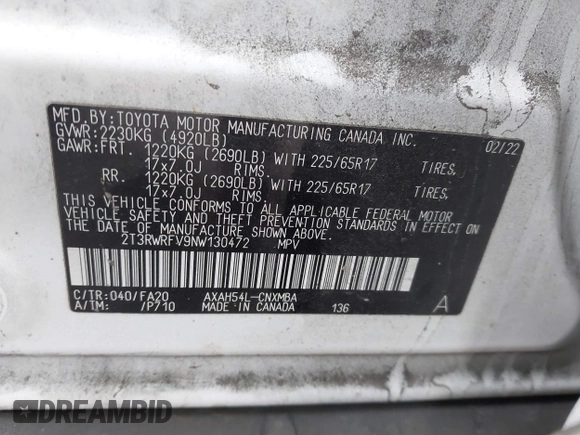 MFD.BY:TOYOTA MOTOR MANUFACTURING CANADA INC.
GVWR:2230KG (4920LB) 02/22
GAWR:FRT. 1220KG (2690LB) WITH 225/65R17 TIRES.
17x7.0J RIMS.
RR. 1220KG (2690LB) WITH 225/65R17 TIRES.
17x7.0J RIMS.
THIS VEHICLE CONFORMS TO ALL APPLICABLE FEDERAL MOTOR
VEHICLE SAFETY AND THEFT PREVENTION STANDARDS IN EFFECT ON
THE DATE OF MANUFACTURE SHOWN ABOVE.
2T3RWRFV9NW130472 MPV
C/TR:040/FA20 AXAH54L-CNXMBA A
A/TM: /P710 MADE IN CANADA 136
DREAMBID